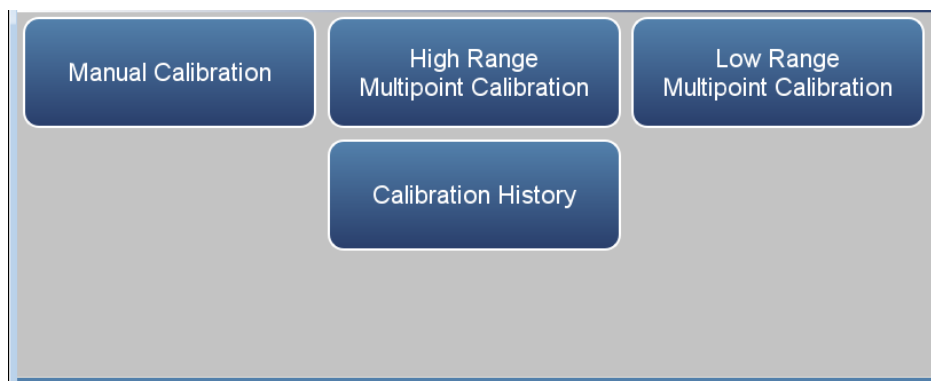 Manual Calibration
High Range
Multipoint Calibration
Low Range
Multipoint Calibration
Calibration History